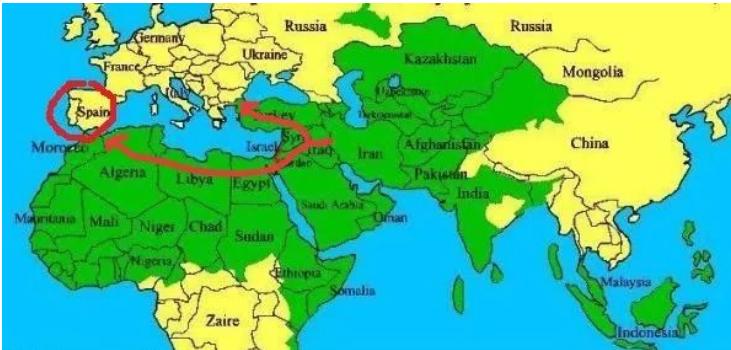 Russia
Russia
Germany
Ukraine
France
Kazakhstan
Mongolia
Italy
Uzbekistan
Spain
Turkey
Turkmenistan
China
Morocco
Israel
Syria
Iraq
Iran
Afghanistan
Jordan
Algeria
Libya
Egypt
Pakistan
India
Saudi Arabia
Oman
Mauritania
Mali
Niger
Chad
Sudan
Nigeria
Ethiopia
Somalia
Malaysia
Zaire
Indonesia